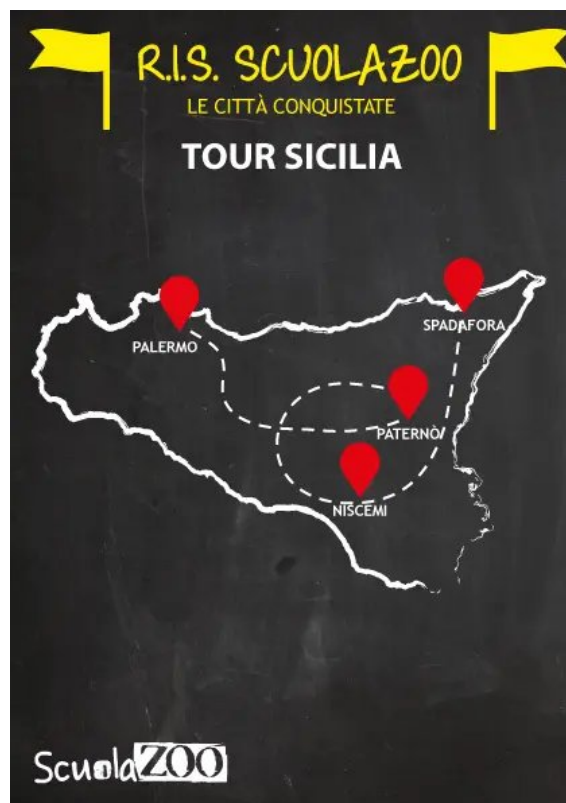 R.I.S. SCUOLAZOO
LE CITTÀ CONQUISTATE
TOUR SICILIA
SPADAFORA
PALERMO
PATERNÒ
NISCEMI
ScuolaZOO